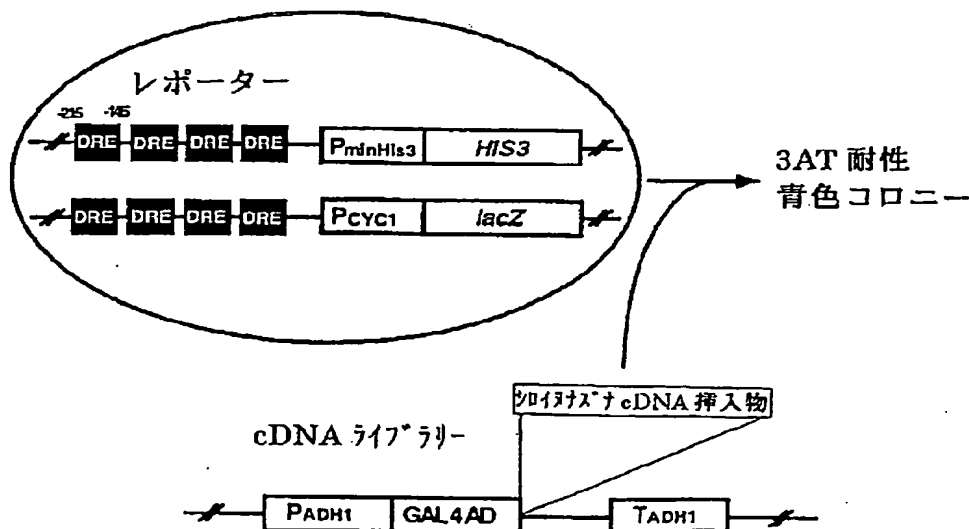 レポーター
-215 -145
DRE DRE DRE DRE PminHis3 HIS3
DRE DRE DRE DRE PCYC1 lacZ
3AT 耐性
青色コロニー
シロイヌナズナ cDNA 挿入物
cDNA ライブラリー
PADH1 GAL4AD TADH1